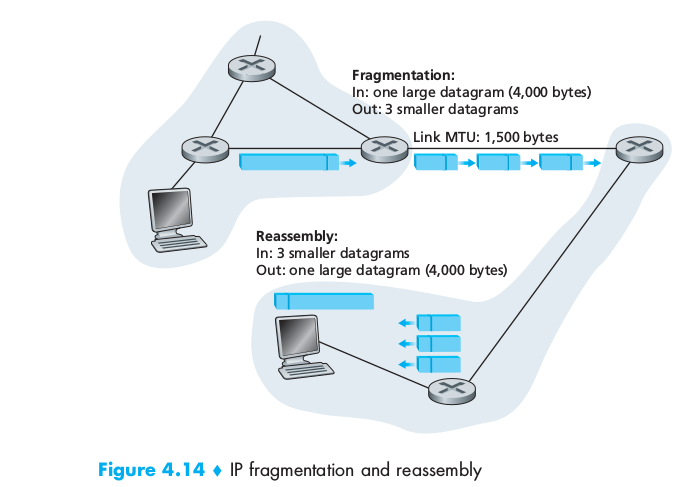 Fragmentation:
In: one large datagram (4,000 bytes)
Out: 3 smaller datagrams
Link MTU: 1,500 bytes
Reassembly:
In: 3 smaller datagrams
Out: one large datagram (4,000 bytes)
Figure 4.14 ♦ IP fragmentation and reassembly